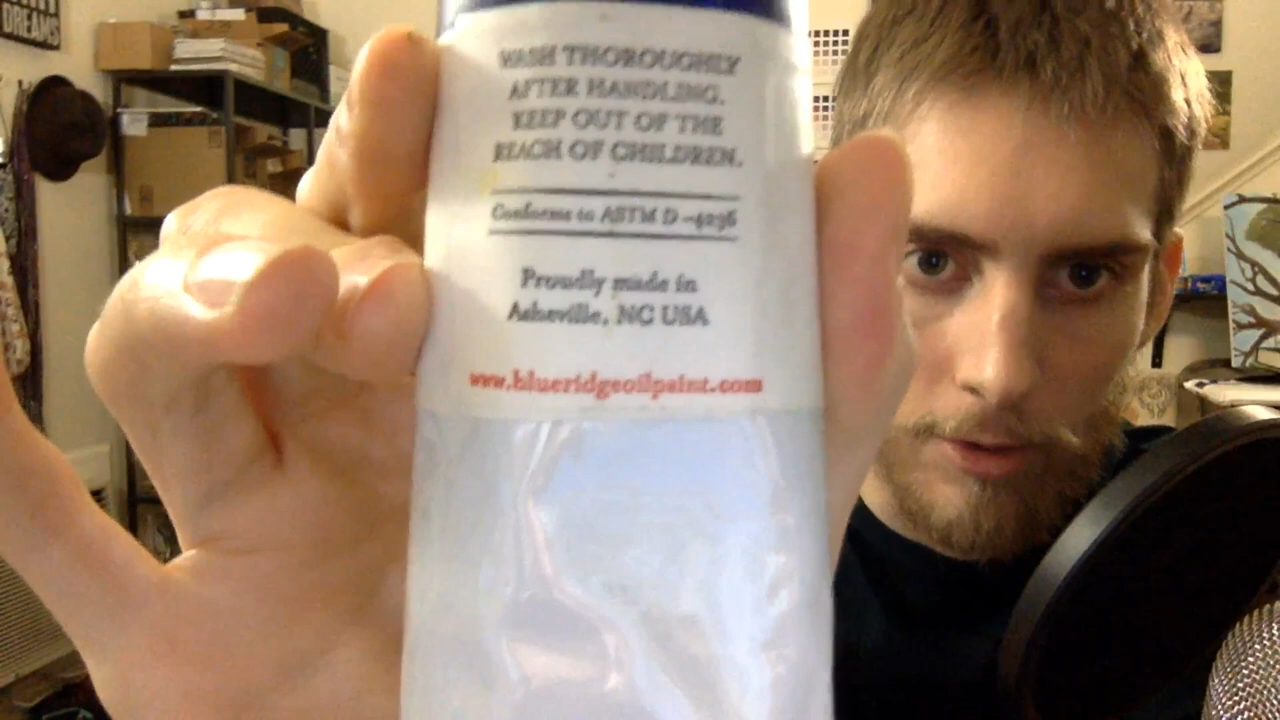 DREAMS
WASH THOROUGHLY
AFTER HANDLING.
KEEP OUT OF THE
REACH OF CHILDREN.
Conforms to ASTM D-4236
Proudly made in
Asheville, NC USA
www.blueridgeoilpaint.com